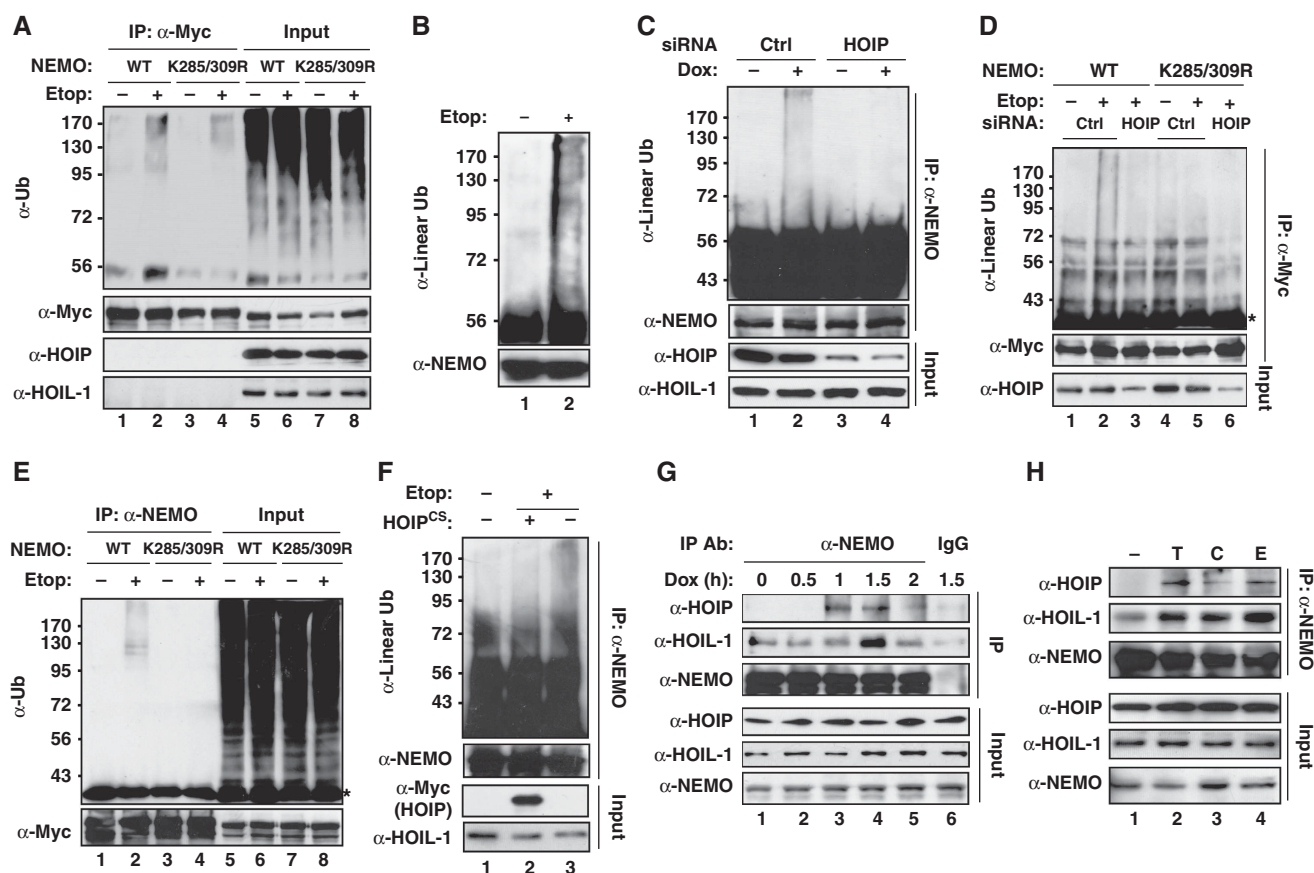 A
IP: α-Myc Input
NEMO: WT K285/309R WT K285/309R
Etop: – + – + – + – +
α-Ub
170
130
95
72
56
α-Myc
α-HOIP
α-HOIL-1
1 2 3 4 5 6 7 8
B
Etop: – +
α-Linear Ub
170
130
95
72
56
α-NEMO
1 2
C
siRNA Ctrl HOIP
Dox: – + – +
α-Linear Ub
170
130
95
72
56
43
IP: α-NEMO
α-NEMO
α-HOIP
α-HOIL-1
Input
1 2 3 4
D
NEMO: WT K285/309R
Etop: – + + – + +
siRNA: Ctrl HOIP Ctrl HOIP
α-Linear Ub
170
130
95
72
56
43
*
IP: α-Myc
α-Myc
α-HOIP
Input
1 2 3 4 5 6
E
IP: α-NEMO Input
NEMO: WT K285/309R WT K285/309R
Etop: – + – + – + – +
α-Ub
170
130
95
72
56
43
*
α-Myc
1 2 3 4 5 6 7 8
F
Etop: – +
HOIPCS: – + –
α-Linear Ub
170
130
95
72
56
43
IP: α-NEMO
α-NEMO
α-Myc
(HOIP)
α-HOIL-1
Input
1 2 3
G
IP Ab: α-NEMO IgG
Dox (h): 0 0.5 1 1.5 2 1.5
α-HOIP
α-HOIL-1
α-NEMO
IP
α-HOIP
α-HOIL-1
α-NEMO
Input
1 2 3 4 5 6
H
– T C E
α-HOIP
α-HOIL-1
α-NEMO
IP: α-NEMO
α-HOIP
α-HOIL-1
α-NEMO
Input
1 2 3 4